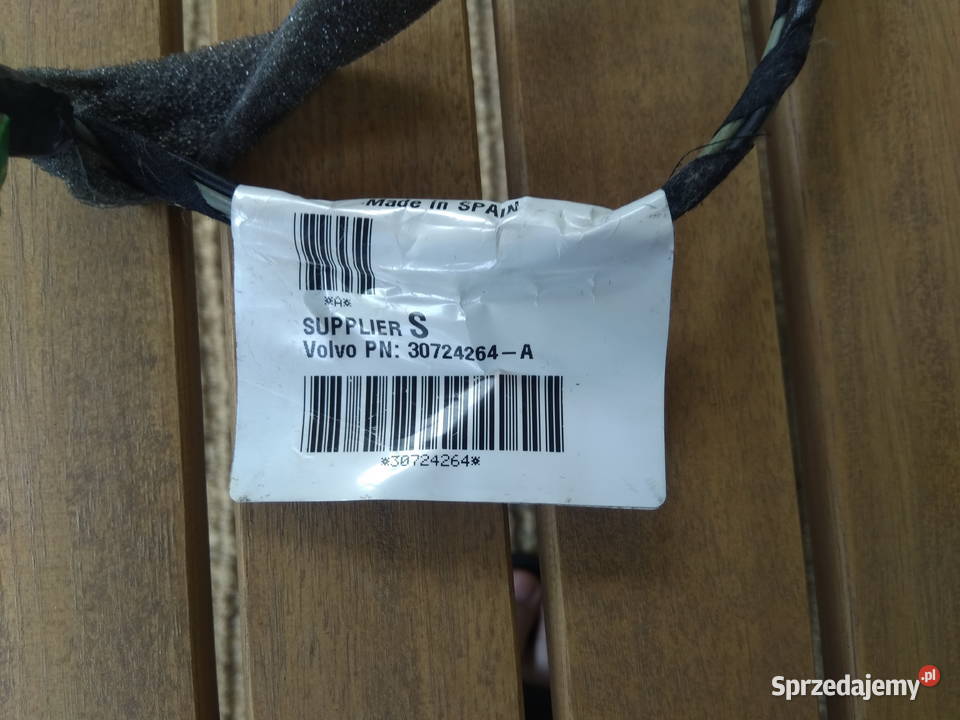 Made in SPAIN
*A*
SUPPLIER S
Volvo PN: 30724264-A
*30724264*
Sprzedajemy.pl